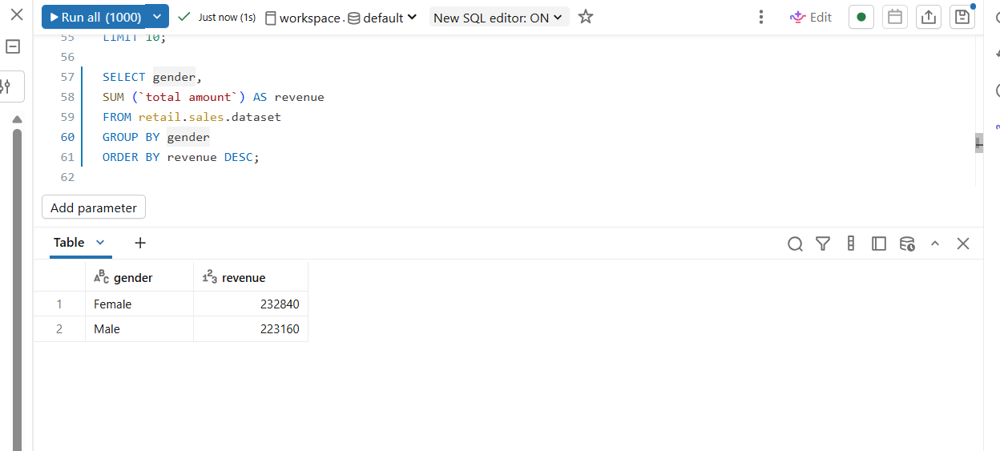 Run all (1000) Just now (1s) workspace. default New SQL editor: ON Edit
55 LIMIT 10;
56
57 SELECT gender,
58 SUM (`total amount`) AS revenue
59 FROM retail.sales.dataset
60 GROUP BY gender
61 ORDER BY revenue DESC;
62
Add parameter
Table +
ABC gender 123 revenue
1 Female 232840
2 Male 223160